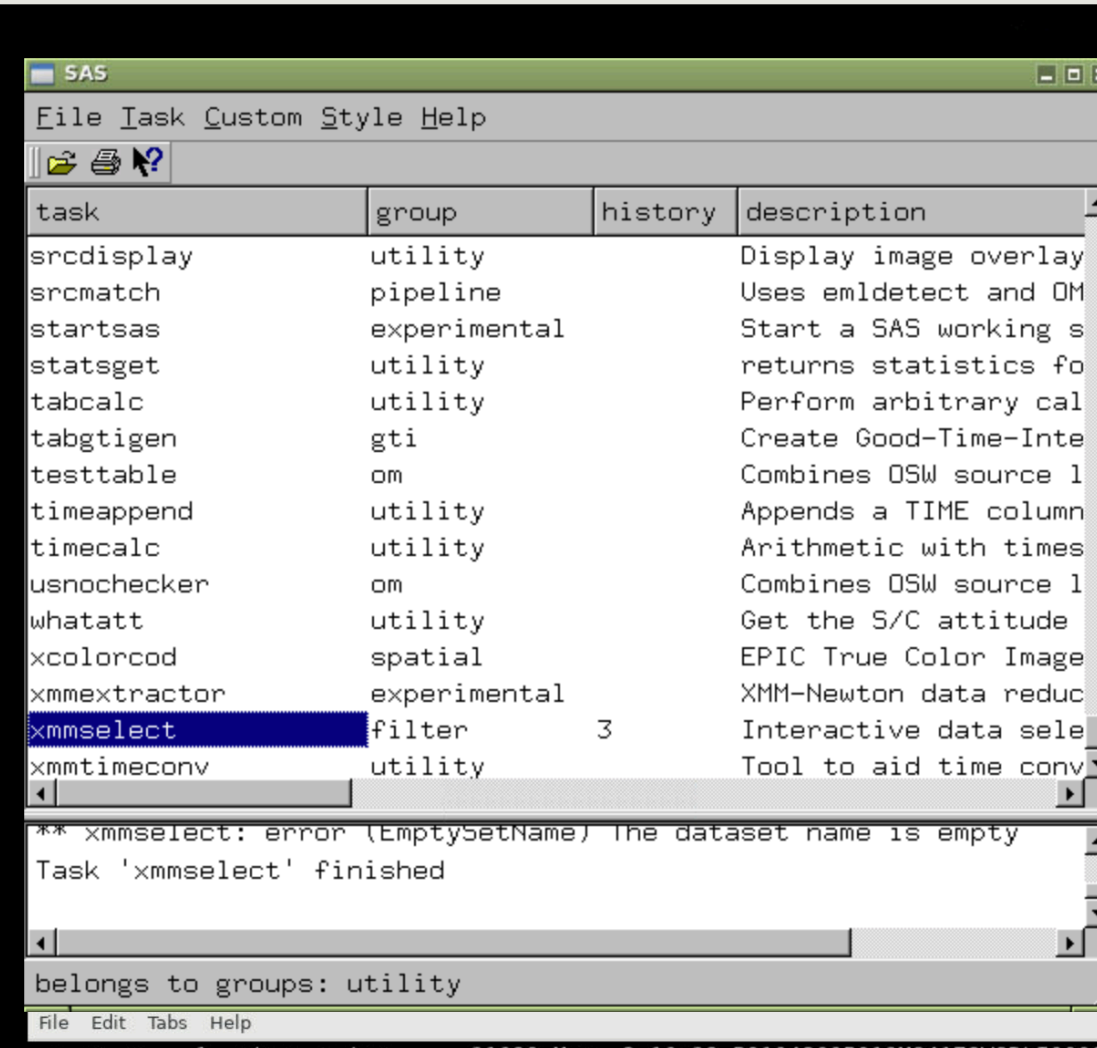 SAS
File Task Custom Style Help
task group history description
srcdisplay utility Display image overlay
srcmatch pipeline Uses emldetect and OM
startsas experimental Start a SAS working s
statsget utility returns statistics fo
tabcalc utility Perform arbitrary cal
tabgtigen gti Create Good-Time-Inte
testtable om Combines OSW source l
timeappend utility Appends a TIME column
timecalc utility Arithmetic with times
usnochecker om Combines OSW source l
whatatt utility Get the S/C attitude
xcolorcod spatial EPIC True Color Image
xmmextractor experimental XMM-Newton data reduc
xmmselect filter 3 Interactive data sele
xmmtimeconv utility Tool to aid time conv
** xmmselect: error (EmptySetName) The dataset name is empty
Task 'xmmselect' finished
belongs to groups: utility
File Edit Tabs Help